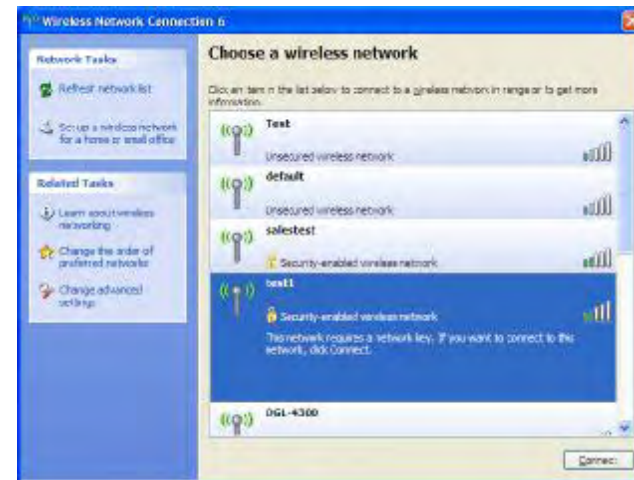 Wireless Network Connection 6
Network Tasks
Refresh network list
Set up a wireless network
for a home or small office
Related Tasks
Learn about wireless
networking
Change the order of
preferred networks
Change advanced
settings
Choose a wireless network
Click an item in the list below to connect to a wireless network in range or to get more
information.
Test
Unsecured wireless network
default
Unsecured wireless network
salestest
Security-enabled wireless network
test1
Security-enabled wireless network
This network requires a network key. If you want to connect to this
network, click Connect.
DGL-4300
Connect